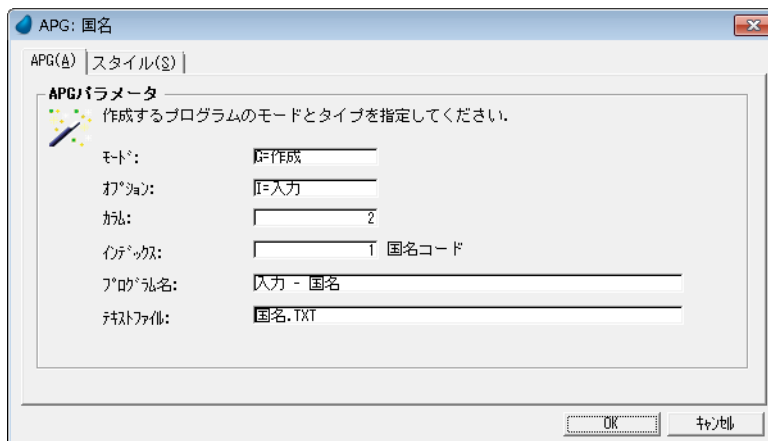 APG: 国名
APG(A) スタイル(S)
APGパラメータ
作成するプログラムのモードとタイプを指定してください.
ﾓｰﾄﾞ: G=作成
ｵﾌﾟｼｮﾝ: I=入力
ｶﾗﾑ: 2
ｲﾝﾃﾞｯｸｽ: 1 国名コード
ﾌﾟﾛｸﾞﾗﾑ名: 入力 - 国名
ﾃｷｽﾄﾌｧｲﾙ: 国名.TXT
OK ｷｬﾝｾﾙ